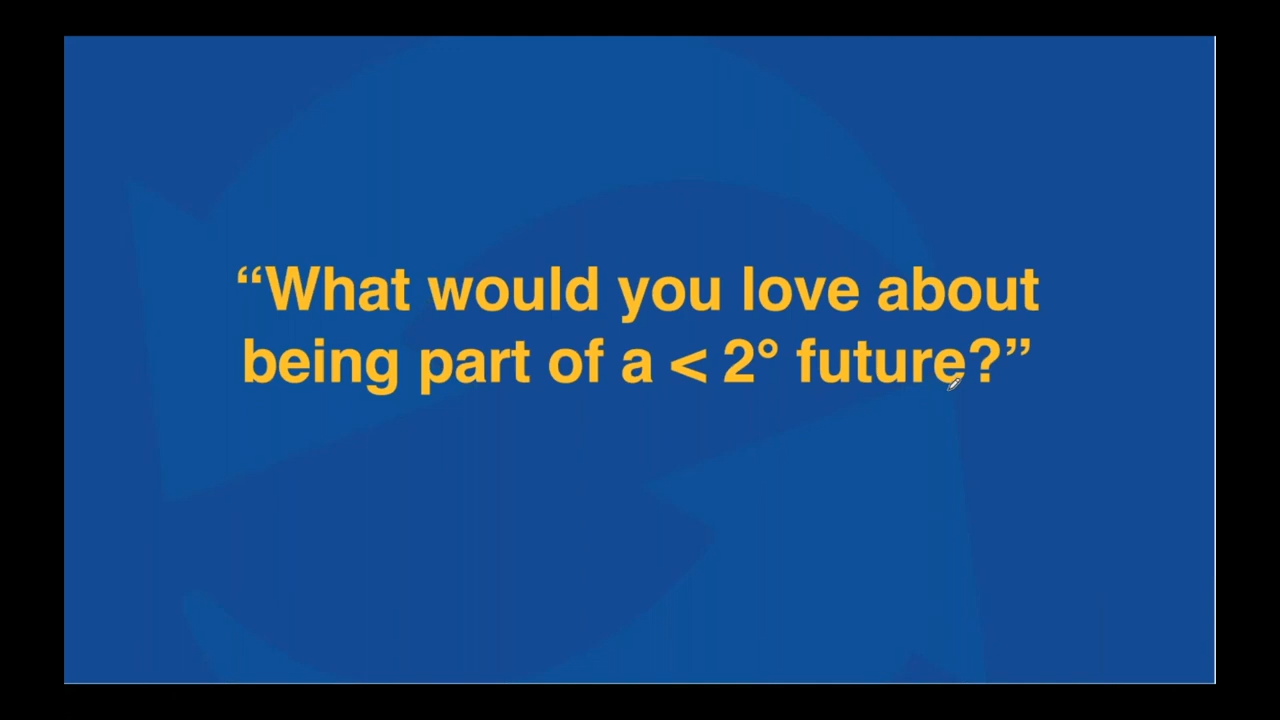 “What would you love about
being part of a < 2° future?”